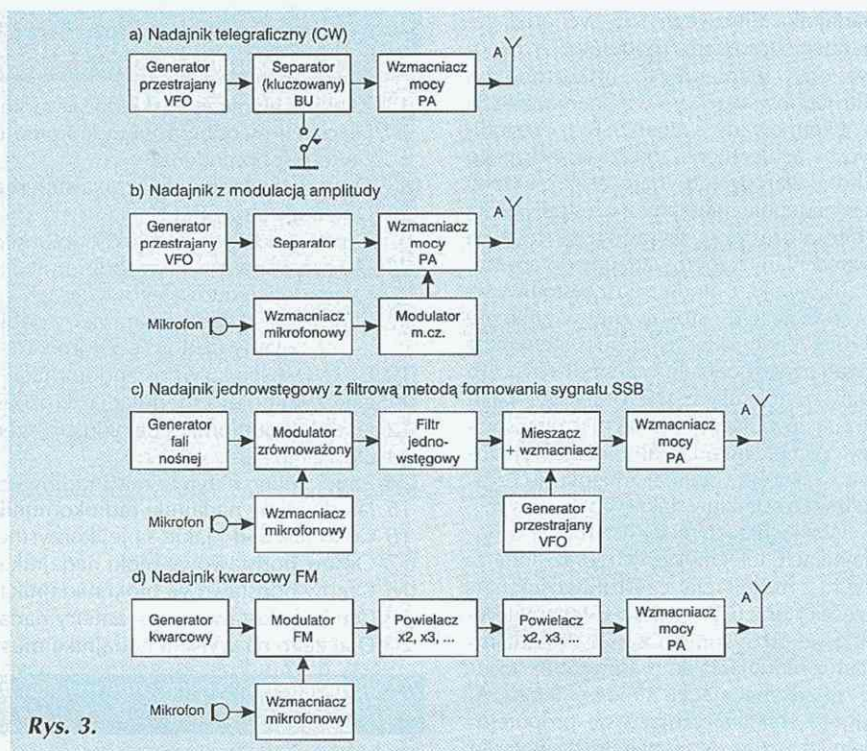 a) Nadajnik telegraficzny (CW)
Generator
przestrajany
VFO
Separator
(kluczowany)
BU
Wzmacniacz
mocy
PA
A
b) Nadajnik z modulacją amplitudy
Generator
przestrajany
VFO
Separator
Wzmacniacz
mocy
PA
A
Mikrofon
Wzmacniacz
mikrofonowy
Modulator
m.cz.
c) Nadajnik jednowstęgowy z filtrową metodą formowania sygnału SSB
Generator
fali
nośnej
Modulator
zrównoważony
Filtr
jedno-
wstęgowy
Mieszacz
+ wzmacniacz
Wzmacniacz
mocy
PA
A
Mikrofon
Wzmacniacz
mikrofonowy
Generator
przestrajany
VFO
d) Nadajnik kwarcowy FM
Generator
kwarcowy
Modulator
FM
Powielacz
x2, x3, ...
Powielacz
x2, x3, ...
Wzmacniacz
mocy
PA
A
Mikrofon
Wzmacniacz
mikrofonowy
Rys. 3.